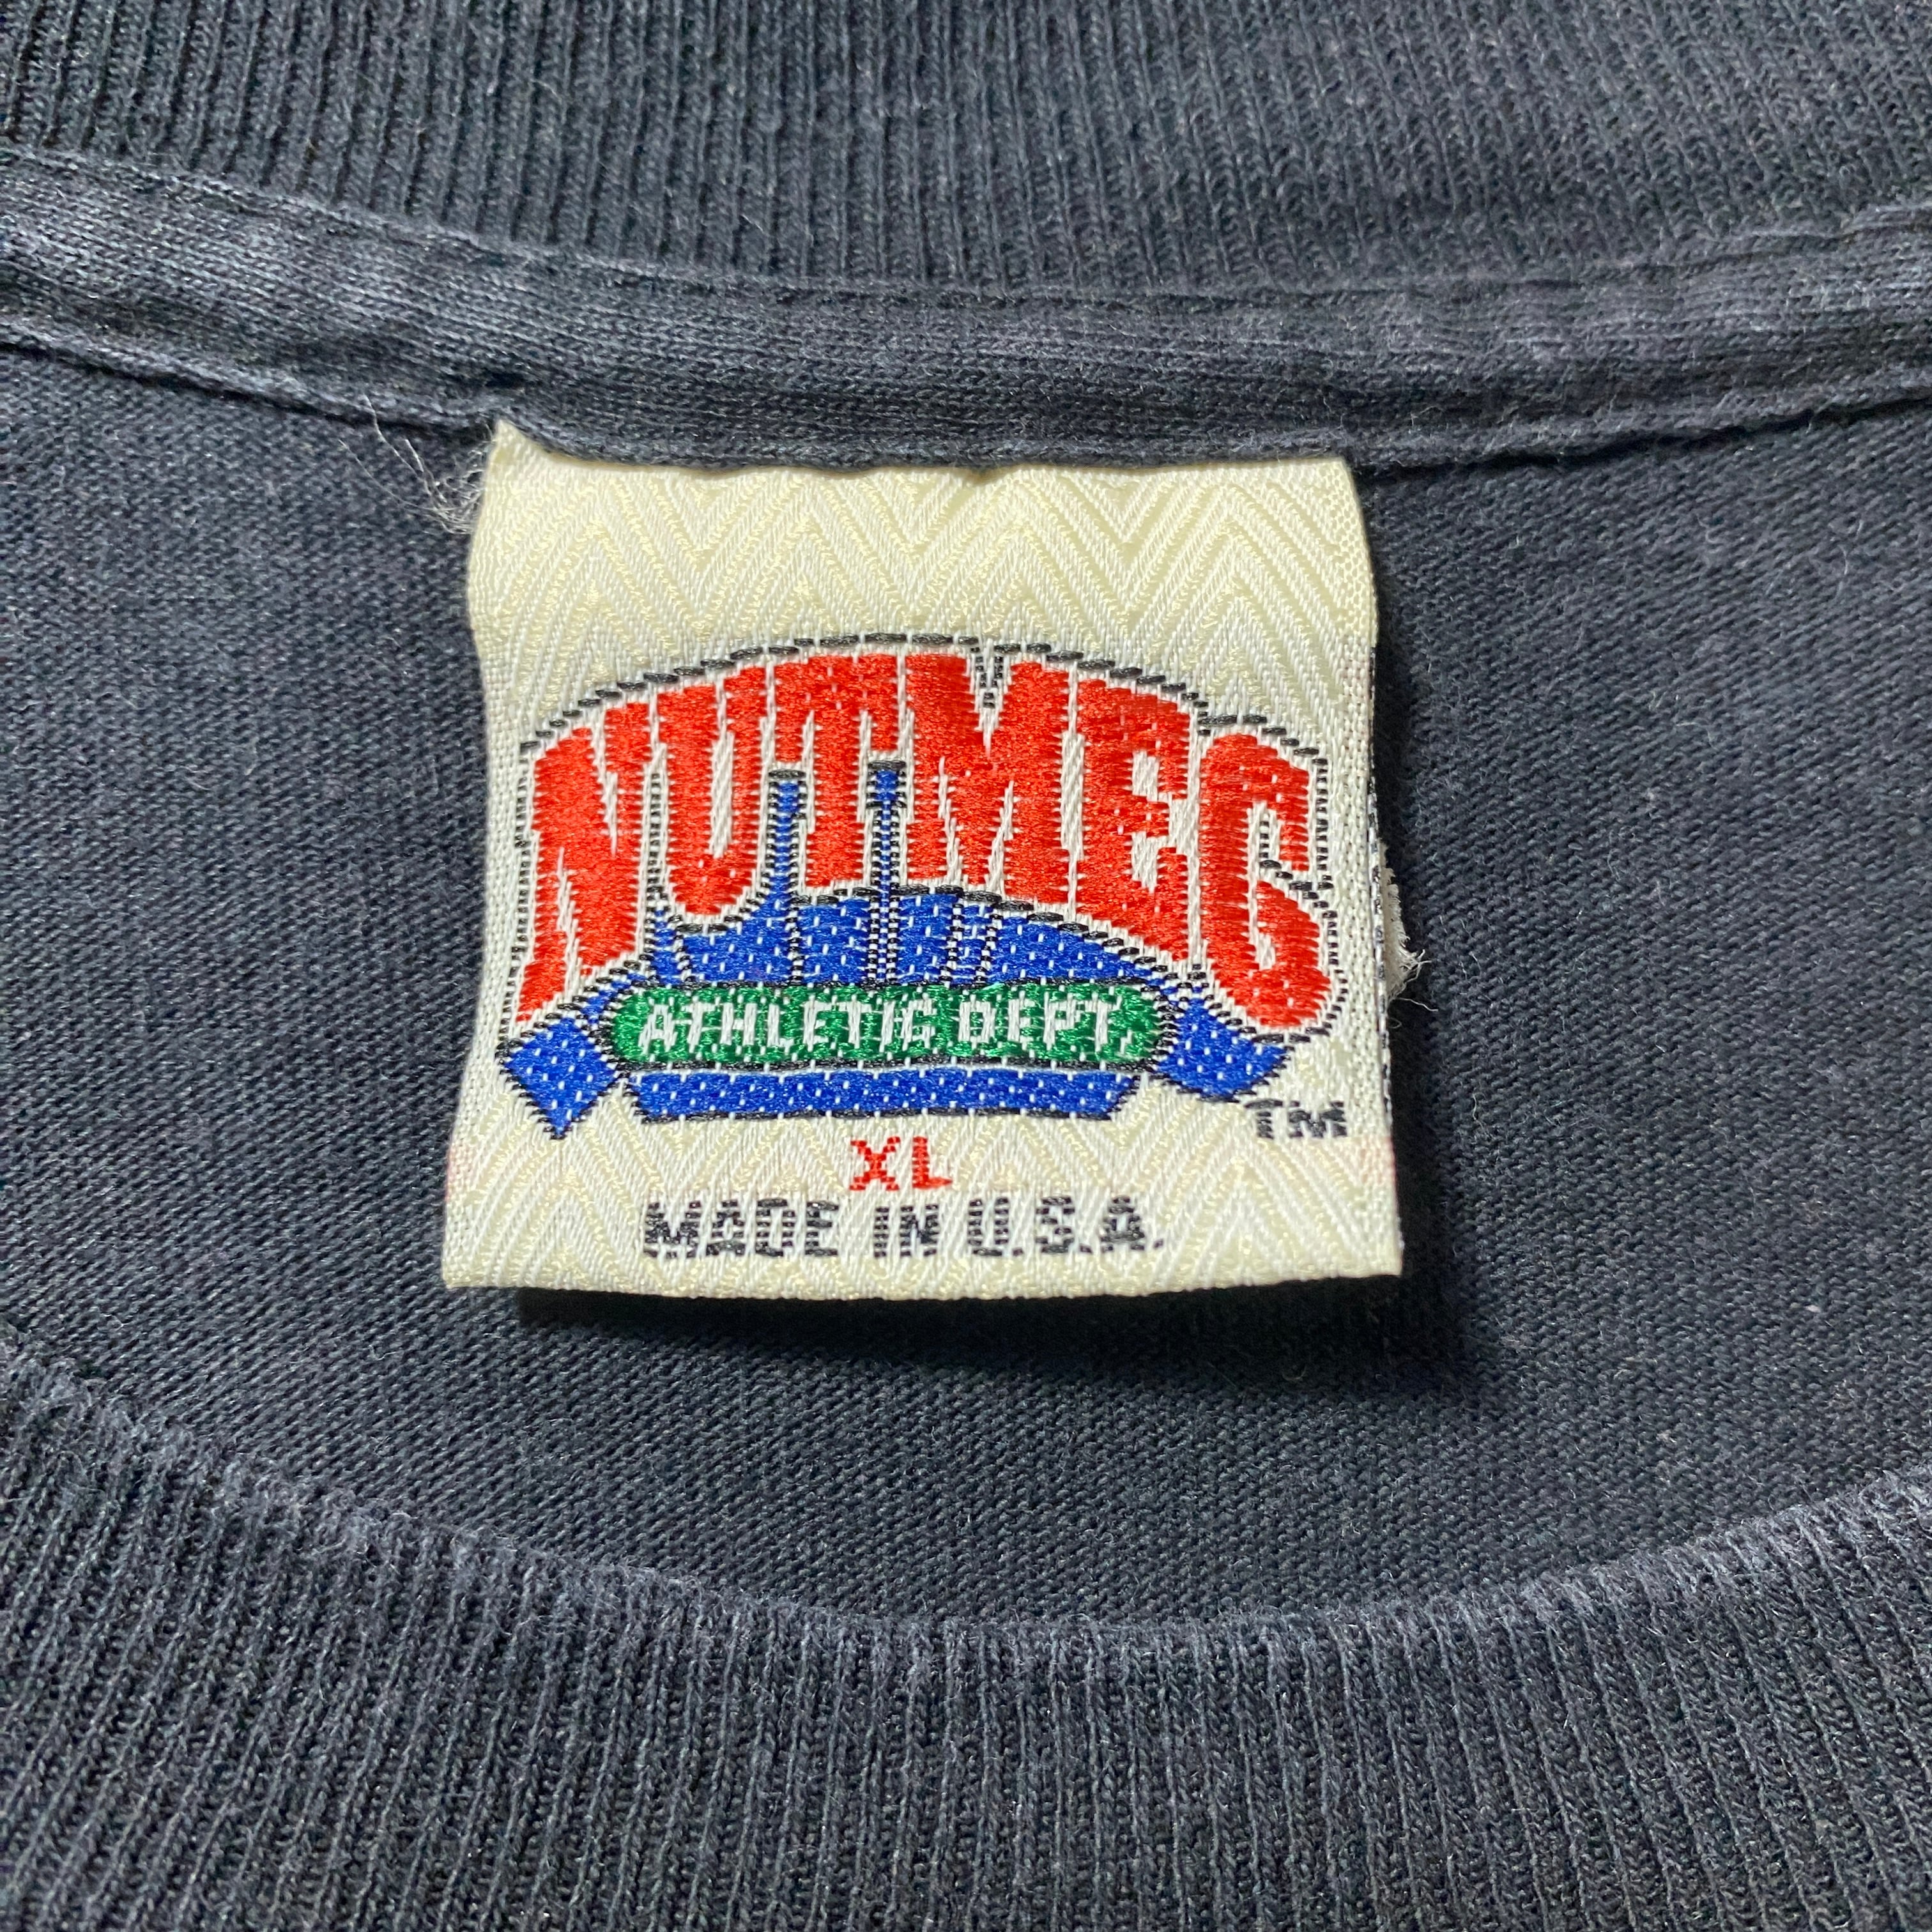 NUTMEG
ATHLETIC DEPT.
TM
XL
MADE IN U.S.A.